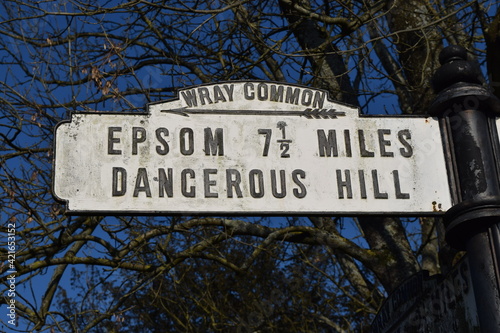 WRAY COMMON
EPSOM 7½ MILES
DANGEROUS HILL